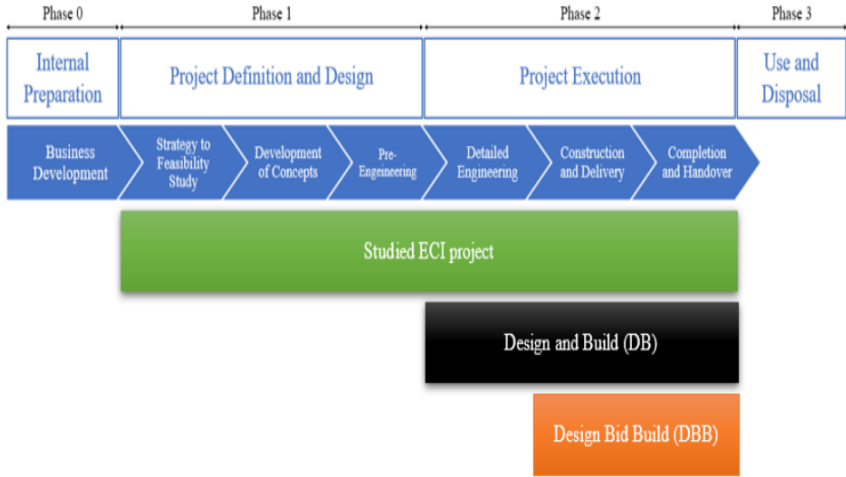 Phase 0
Phase 1
Phase 2
Phase 3
Internal
Preparation
Project Definition and Design
Project Execution
Use and
Disposal
Business
Development
Strategy to
Feasibility
Study
Development
of Concepts
Pre-
Engeineering
Detailed
Engineering
Construction
and Delivery
Completion
and Handover
Studied ECI project
Design and Build (DB)
Design Bid Build (DBB)